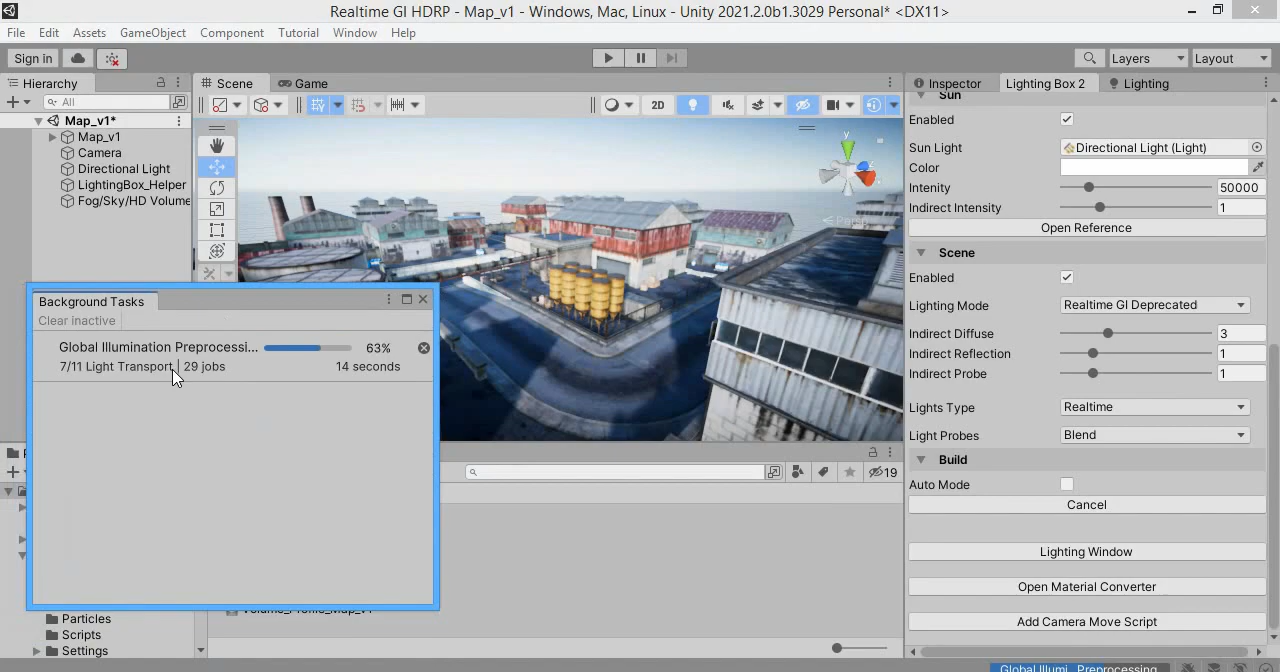 Realtime GI HDRP - Map_v1 - Windows, Mac, Linux - Unity 2021.2.0b1.3029 Personal* <DX11>
File Edit Assets GameObject Component Tutorial Window Help
Sign in
Layers Layout
Hierarchy
All
Map_v1*
Map_v1
Camera
Directional Light
LightingBox_Helper
Fog/Sky/HD Volume
Scene Game
2D
y
Persp
Background Tasks
Clear inactive
Global Illumination Preprocessi... 63%
7/11 Light Transport | 29 jobs 14 seconds
19
Particles
Scripts
Settings
Inspector Lighting Box 2 Lighting
Sun
Enabled
Sun Light Directional Light (Light)
Color
Intenity 50000
Indirect Intensity 1
Open Reference
Scene
Enabled
Lighting Mode Realtime GI Deprecated
Indirect Diffuse 3
Indirect Reflection 1
Indirect Probe 1
Lights Type Realtime
Light Probes Blend
Build
Auto Mode
Cancel
Lighting Window
Open Material Converter
Add Camera Move Script
Global Illumi...Preprocessing